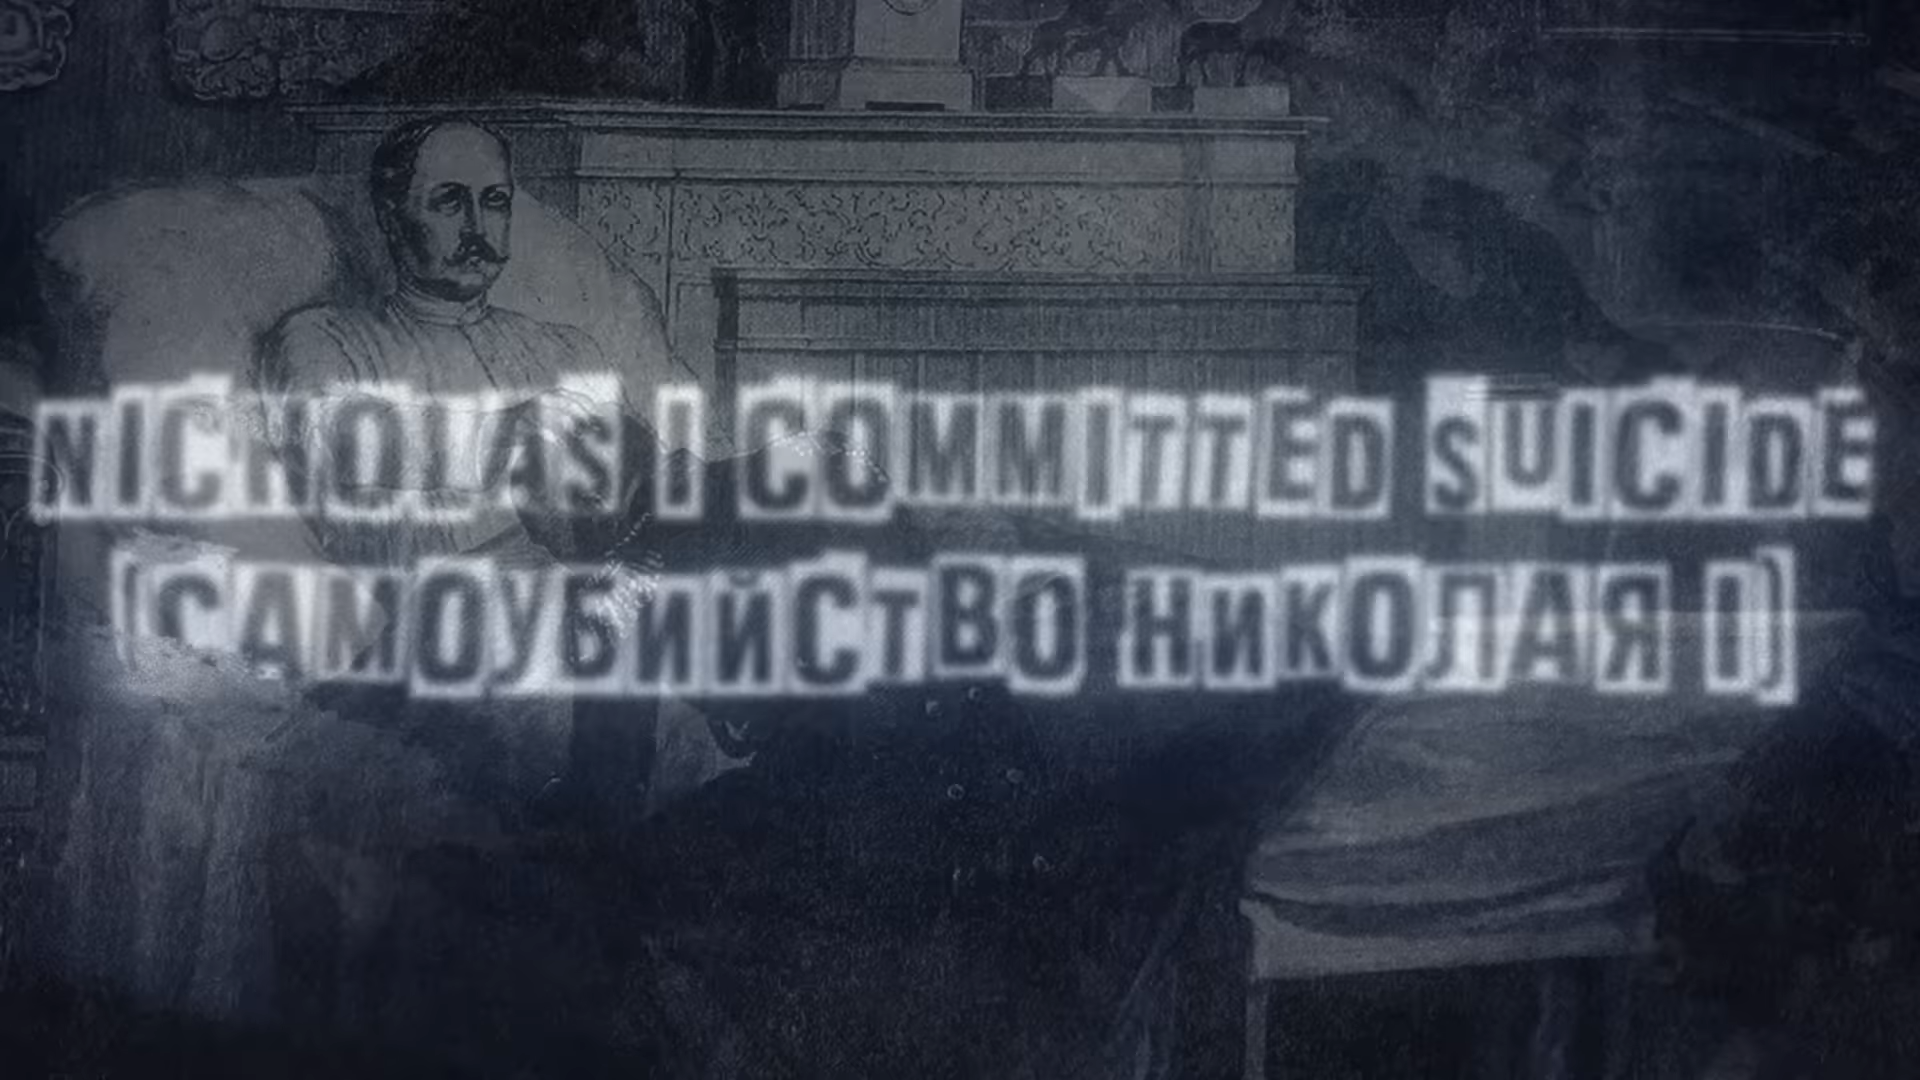 NICHOLAS I COMMITTED SUICIDE
(САМОУБИЙСТВО НИКОЛАЯ I)